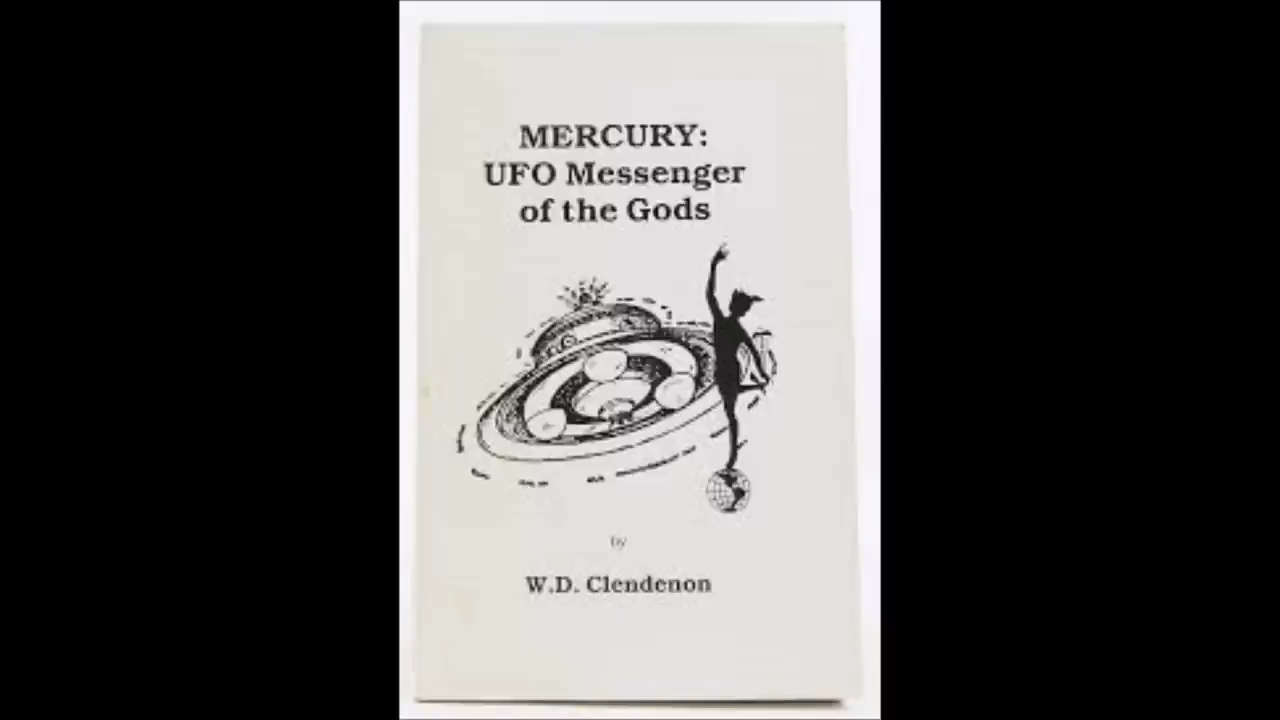 MERCURY:
UFO Messenger
of the Gods
by
W.D. Clendenon